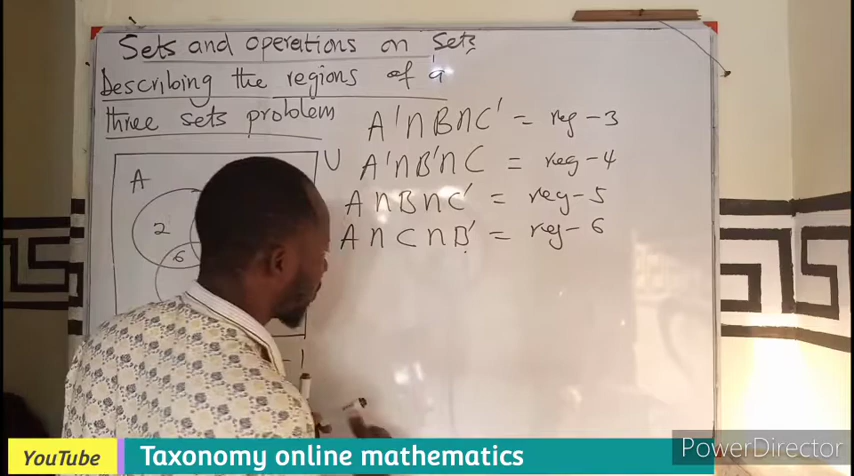 Sets and operations on Sets
Describing the regions of a
three sets problem
A'∩B∩C' = reg-3
A'∩B'∩C = reg-4
A∩B∩C' = reg-5
A∩C∩B' = reg-6
U
A
2
6
YouTube Taxonomy online mathematics
PowerDirector